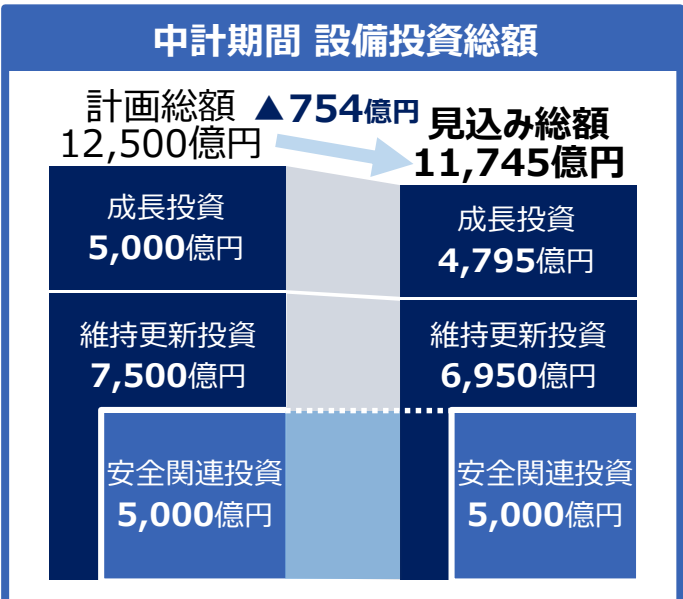 中計期間 設備投資総額
計画総額
12,500億円
▲754億円
見込み総額
11,745億円
成長投資
5,000億円
成長投資
4,795億円
維持更新投資
7,500億円
維持更新投資
6,950億円
安全関連投資
5,000億円
安全関連投資
5,000億円